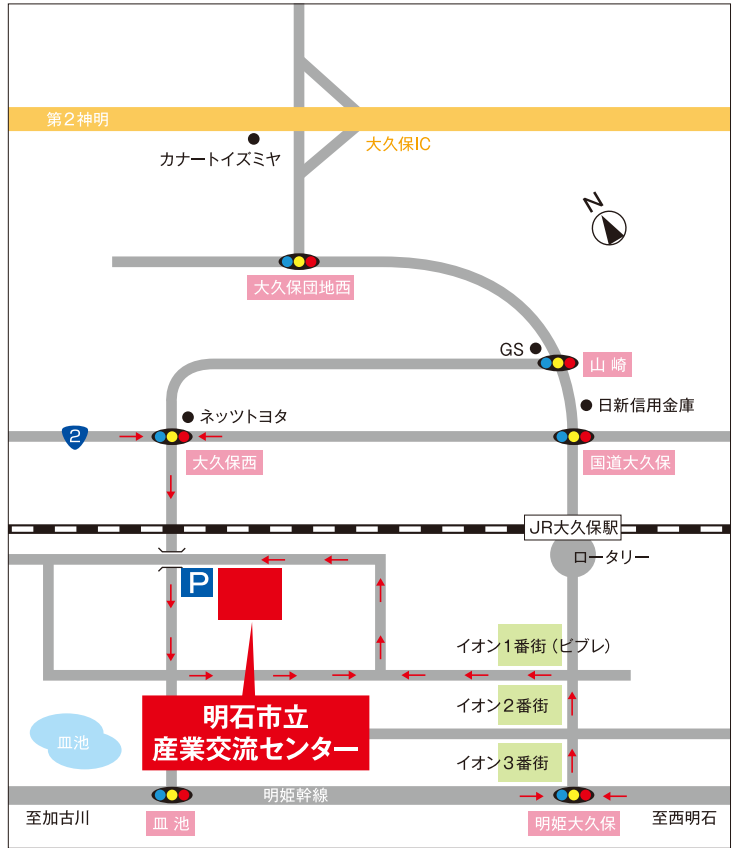 第2神明
大久保IC
カナートイズミヤ
N
大久保団地西
GS
山崎
日新信用金庫
ネッツトヨタ
2
大久保西
国道大久保
JR大久保駅
ロータリー
P
イオン1番街(ビブレ)
イオン2番街
明石市立
産業交流センター
皿池
イオン3番街
明姫幹線
至加古川
皿池
明姫大久保
至西明石